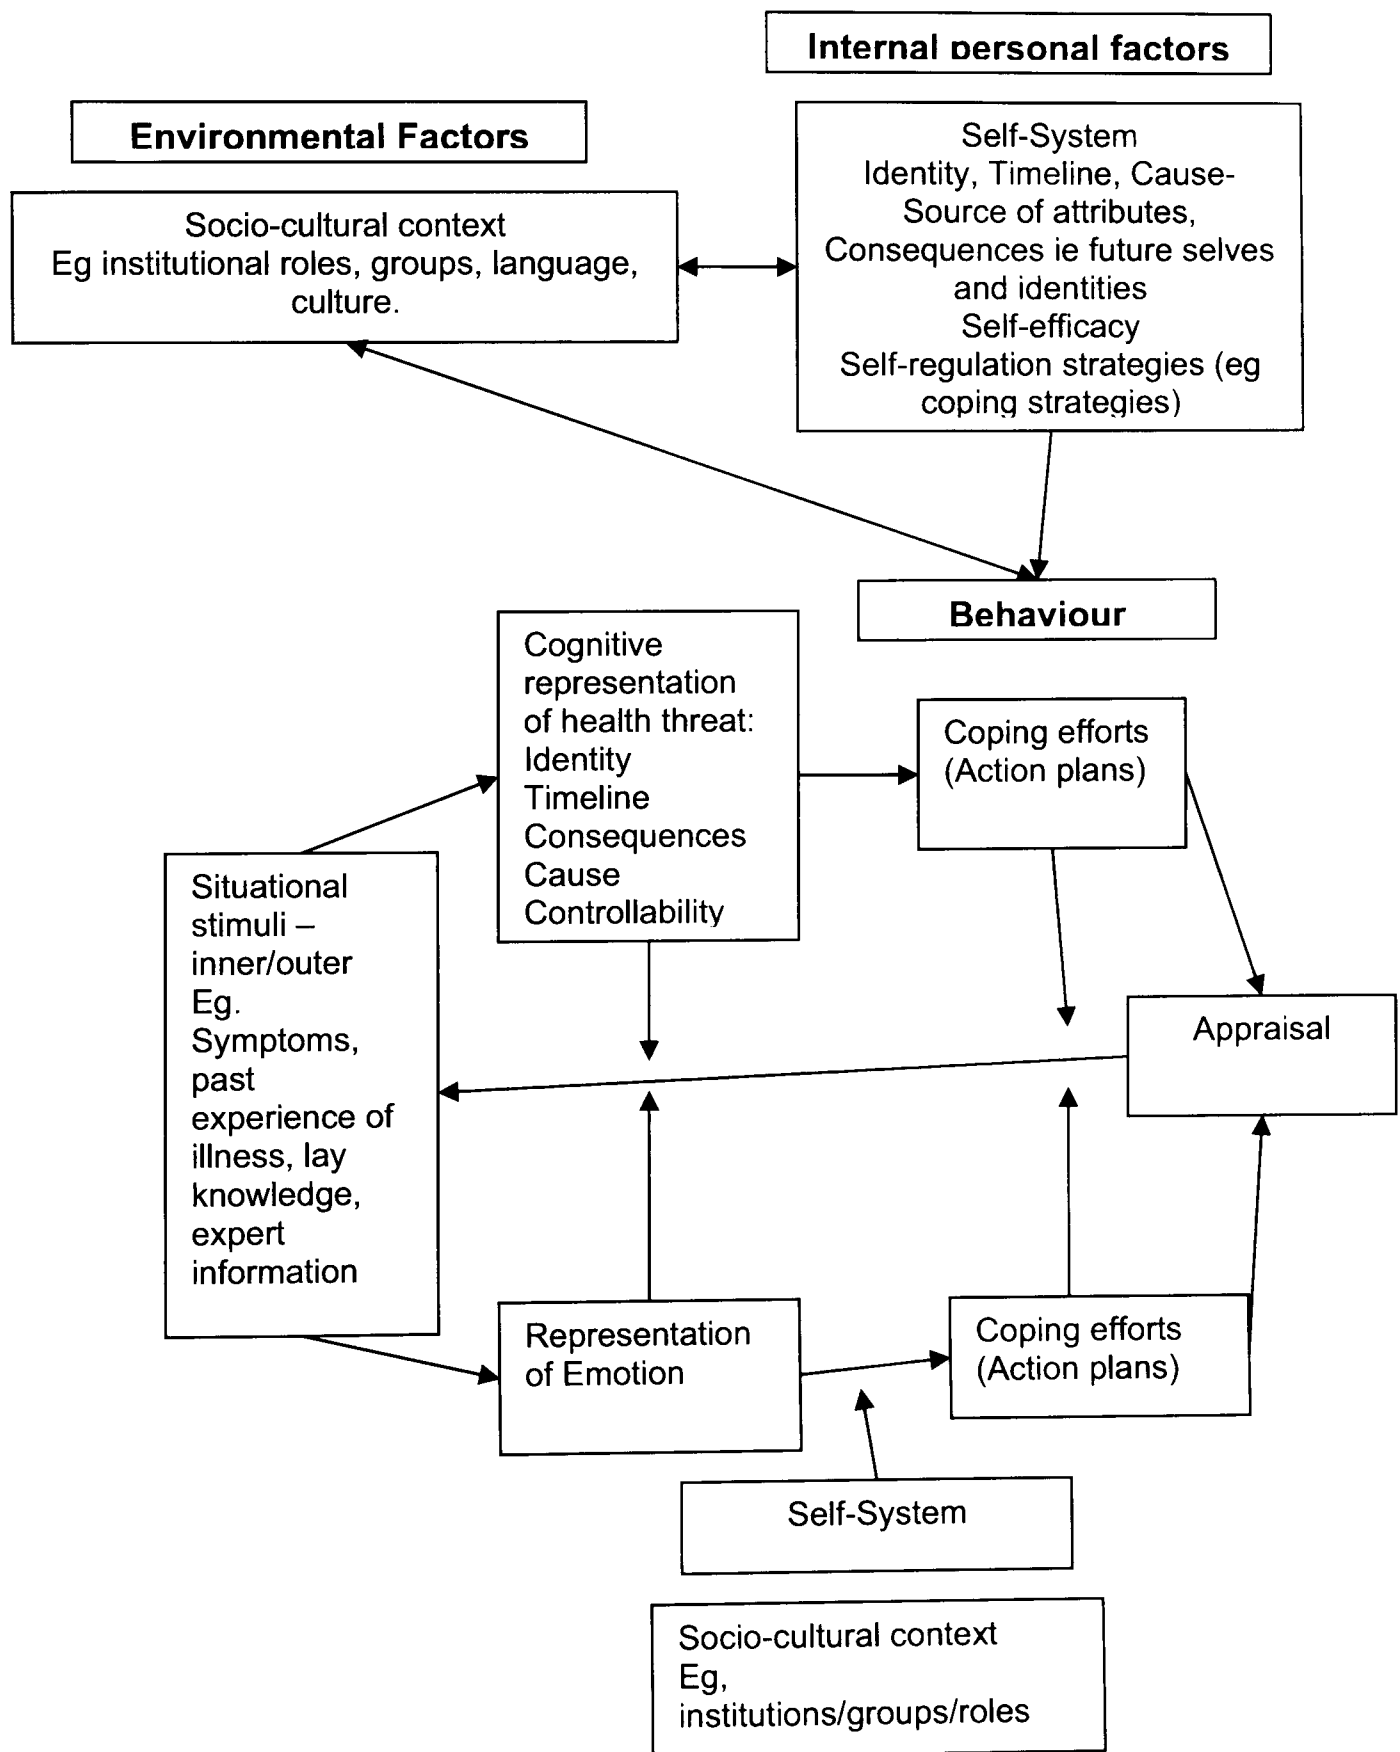 Internal personal factors
Environmental Factors
Self-System
Identity, Timeline, Cause-
Source of attributes,
Consequences ie future selves
and identities
Self-efficacy
Self-regulation strategies (eg
coping strategies)
Socio-cultural context
Eg institutional roles, groups, language,
culture.
Behaviour
Cognitive
representation
of health threat:
Identity
Timeline
Consequences
Cause
Controllability
Coping efforts
(Action plans)
Situational
stimuli –
inner/outer
Eg.
Symptoms,
past
experience of
illness, lay
knowledge,
expert
information
Appraisal
Representation
of Emotion
Coping efforts
(Action plans)
Self-System
Socio-cultural context
Eg,
institutions/groups/roles